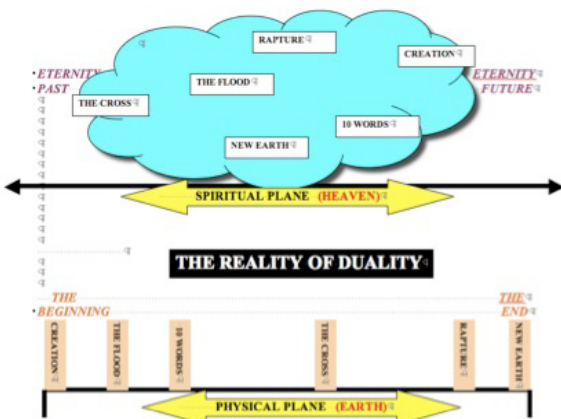 RAPTURE
CREATION
ETERNITY
PAST
THE FLOOD
ETERNITY
FUTURE
THE CROSS
10 WORDS
NEW EARTH
SPIRITUAL PLANE (HEAVEN)
THE REALITY OF DUALITY
THE
BEGINNING
THE
END
CREATION
THE FLOOD
10 WORDS
THE CROSS
RAPTURE
NEW EARTH
PHYSICAL PLANE (EARTH)